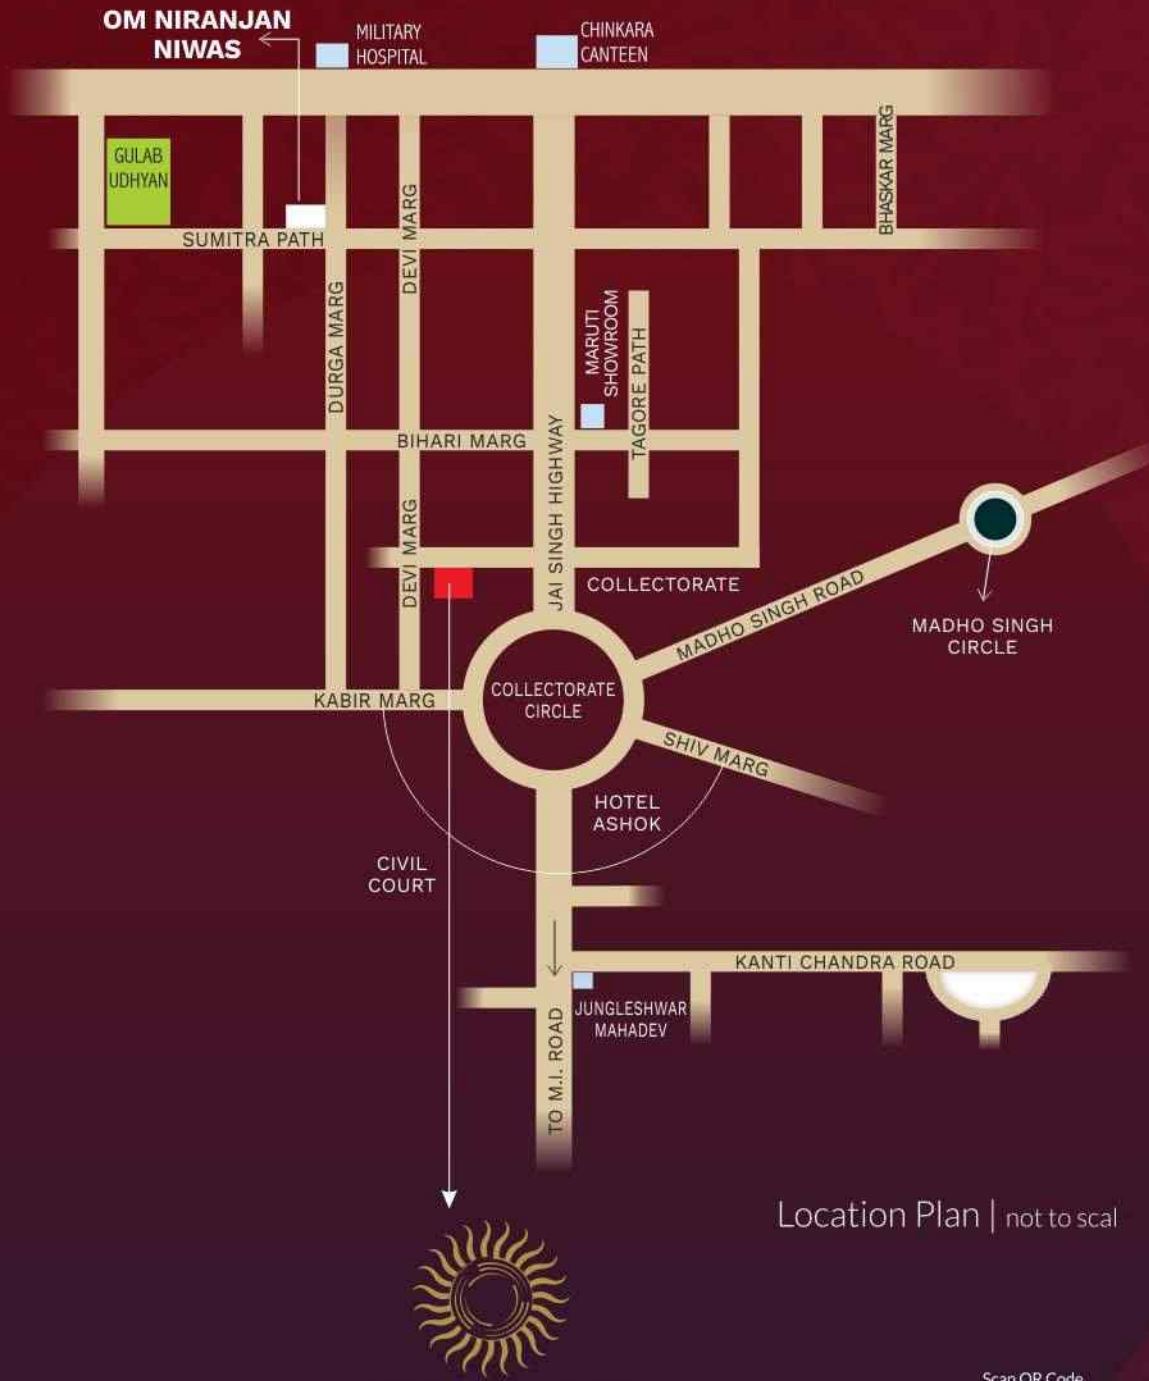 OM NIRANJAN
NIWAS
MILITARY
HOSPITAL
CHINKARA
CANTEEN
GULAB
UDHYAN
BHASKAR MARG
SUMITRA PATH
DEVI MARG
DURGA MARG
MARUTI
SHOWROOM
TAGORE PATH
BIHARI MARG
JAI SINGH HIGHWAY
DEVI MARG
COLLECTORATE
MADHO SINGH ROAD
MADHO SINGH
CIRCLE
KABIR MARG
COLLECTORATE
CIRCLE
SHIV MARG
HOTEL
ASHOK
CIVIL
COURT
KANTI CHANDRA ROAD
JUNGLESHWAR
MAHADEV
TO M.I. ROAD
Location Plan | not to scal
Scan QR Code